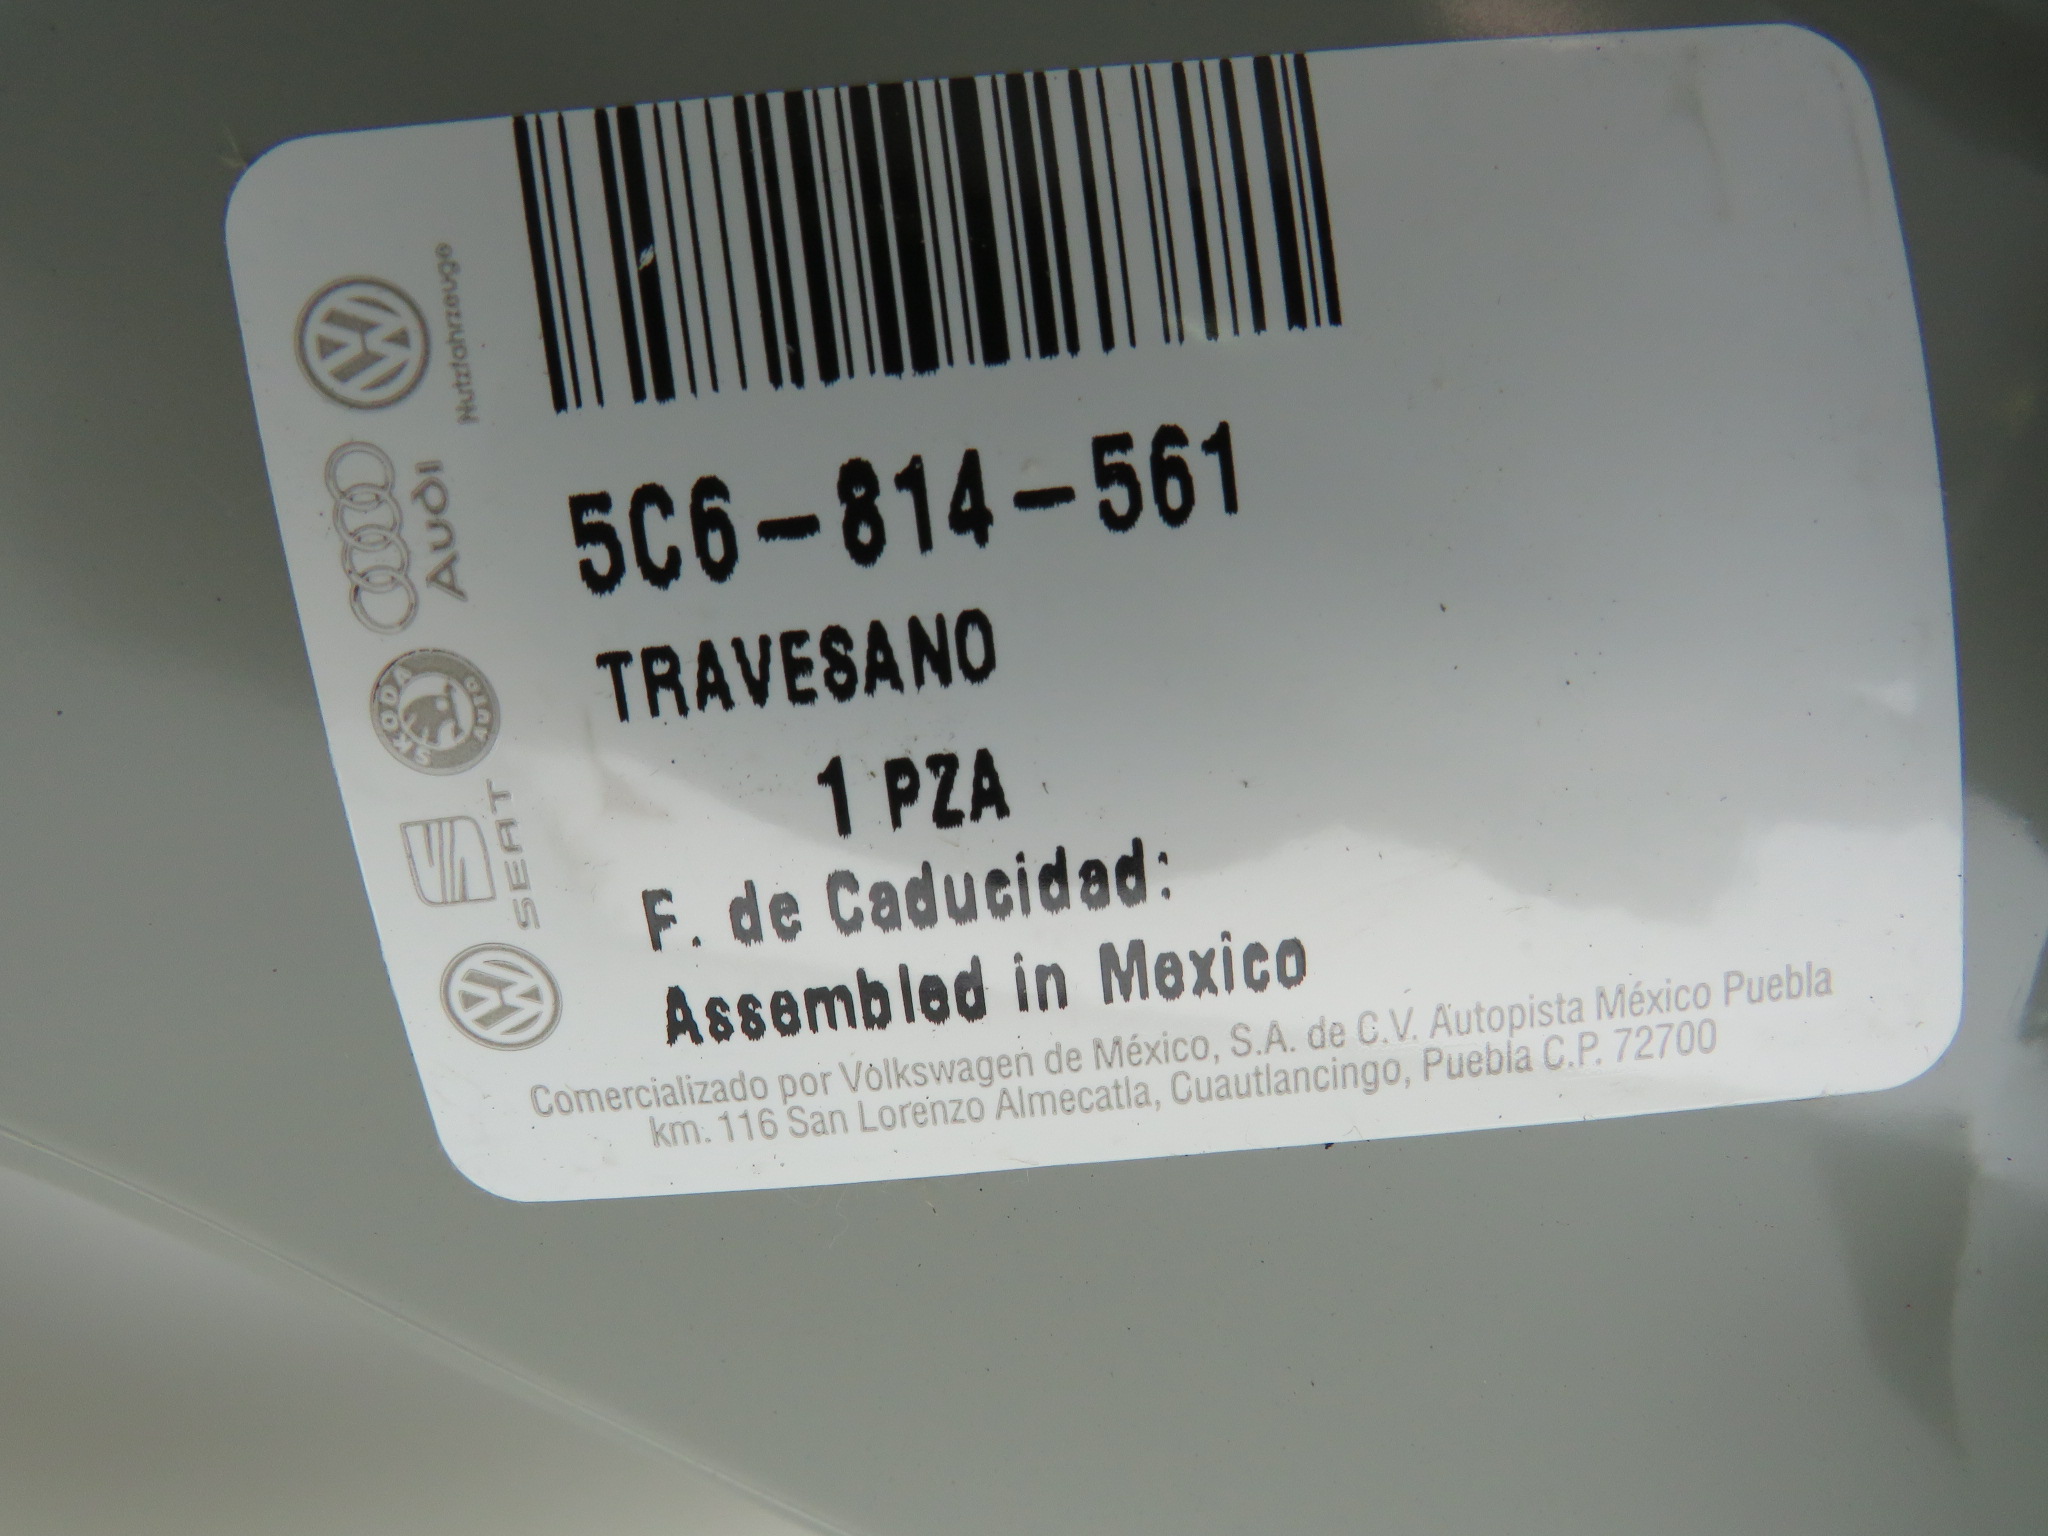 5C6-814-561
TRAVESANO
1 PZA
F. de Caducidad:
Assembled in Mexico
Comercializado por Volkswagen de México, S.A. de C.V. Autopista México Puebla
km. 116 San Lorenzo Almecatla, Cuautlancingo, Puebla C.P. 72700
Nutzfahrzeuge
Audi
SKODA AUTO
SEAT